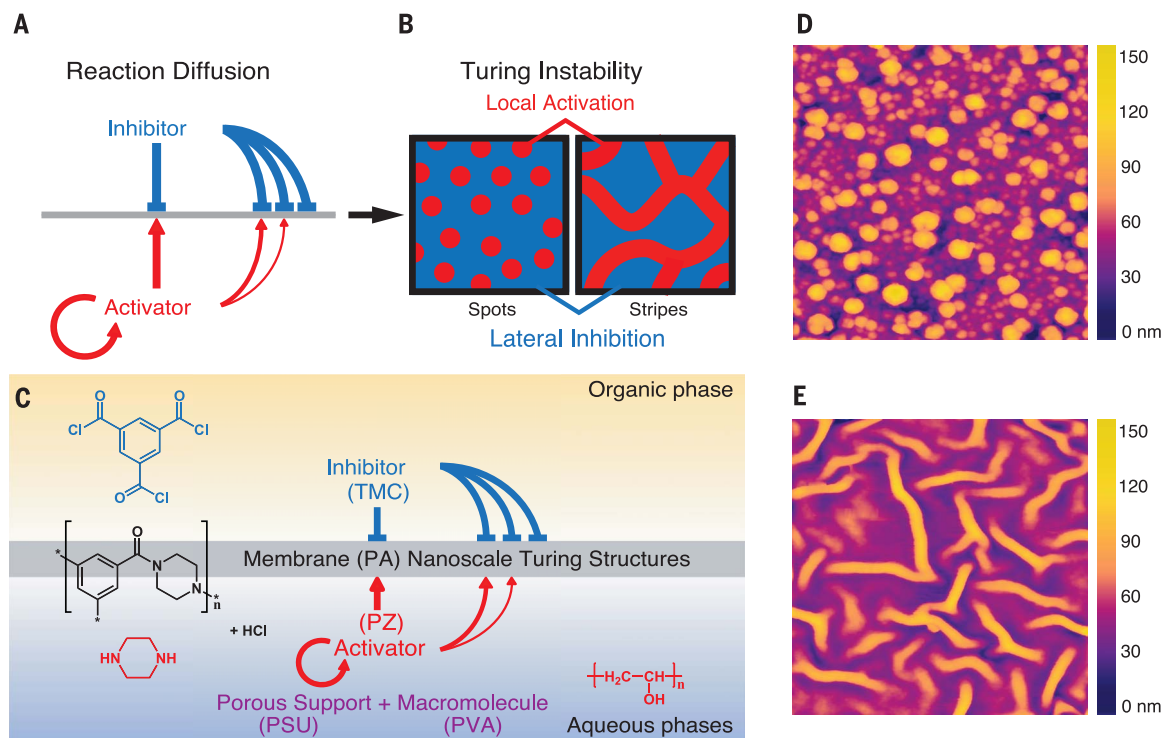 A
Reaction Diffusion
Inhibitor
Activator
B
Turing Instability
Local Activation
Spots
Stripes
Lateral Inhibition
C
Organic phase
O
O
Cl
Cl
O
Cl
Inhibitor
(TMC)
O
*
N
N
*
n
*
Membrane (PA) Nanoscale Turing Structures
+ HCl
HN
NH
(PZ)
Activator
Porous Support + Macromolecule
(PSU)
(PVA)
H₂C
CH
n
OH
Aqueous phases
D
150
120
90
60
30
0 nm
E
150
120
90
60
30
0 nm